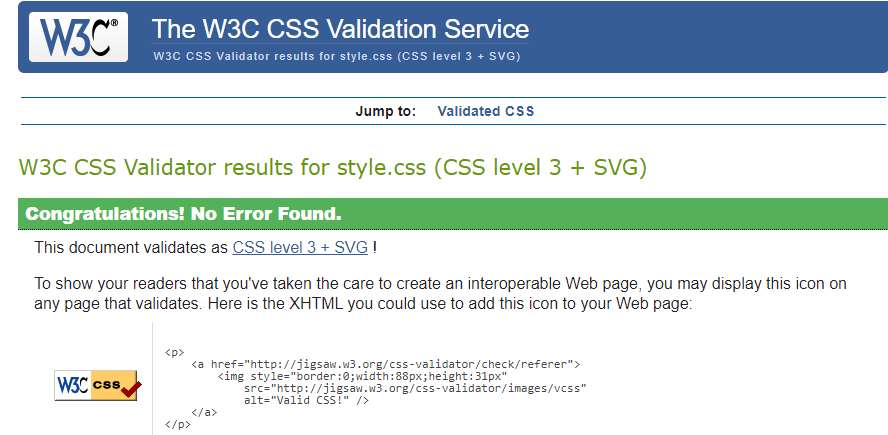 W3C®
The W3C CSS Validation Service
W3C CSS Validator results for style.css (CSS level 3 + SVG)
Jump to: Validated CSS
W3C CSS Validator results for style.css (CSS level 3 + SVG)
Congratulations! No Error Found.
This document validates as CSS level 3 + SVG !
To show your readers that you've taken the care to create an interoperable Web page, you may display this icon on
any page that validates. Here is the XHTML you could use to add this icon to your Web page:
W3C CSS
<p>
    <a href="http://jigsaw.w3.org/css-validator/check/referer">
        <img style="border:0;width:88px;height:31px"
            src="http://jigsaw.w3.org/css-validator/images/vcss"
            alt="Valid CSS!" />
    </a>
</p>